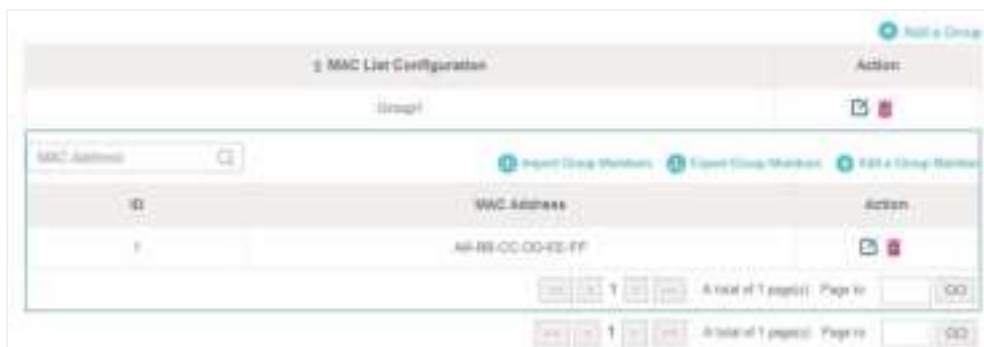 Add a Group
MAC List Configuration Action
Group1
MAC Address
Import Group Members Export Group Members Add a Group Member
ID MAC Address Action
1 AA-BB-CC-DD-EE-FF
1 A total of 1 page(s) Page to GO
1 A total of 1 page(s) Page to GO